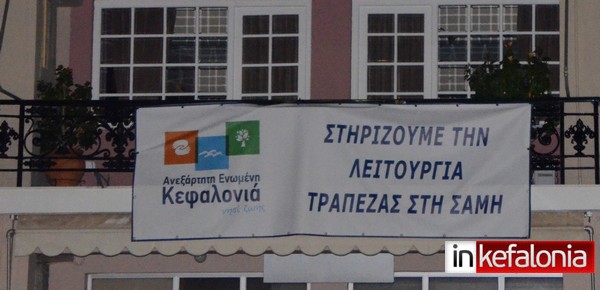 Ανεξάρτητη Ενωμένη
Κεφαλονιά
ΣΤΗΡΙΖΟΥΜΕ ΤΗΝ
ΛΕΙΤΟΥΡΓΙΑ
ΤΡΑΠΕΖΑΣ ΣΤΗ ΣΑΜΗ
inkefalonia